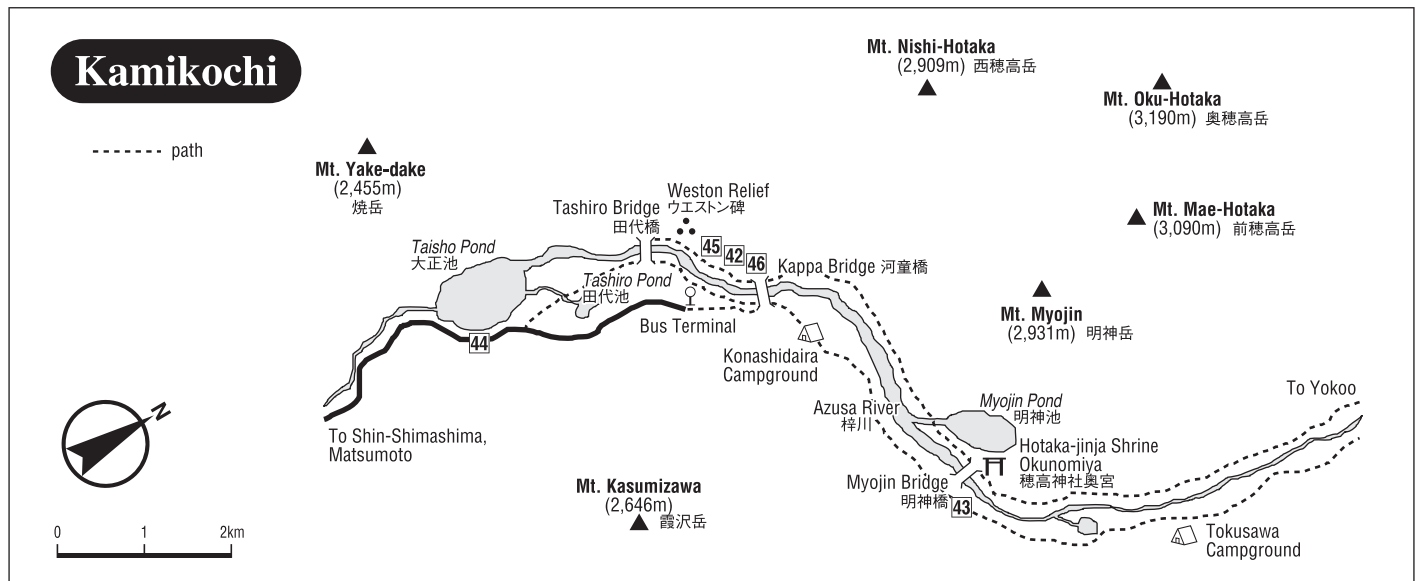 Kamikochi
path
Mt. Yake-dake
(2,455m)
焼岳
Mt. Nishi-Hotaka
(2,909m) 西穂高岳
Mt. Oku-Hotaka
(3,190m) 奥穂高岳
Mt. Mae-Hotaka
(3,090m) 前穂高岳
Mt. Myojin
(2,931m) 明神岳
Weston Relief
ウエストン碑
Tashiro Bridge
田代橋
45
42
46
Kappa Bridge 河童橋
Taisho Pond
大正池
Tashiro Pond
田代池
Bus Terminal
44
Konashidaira
Campground
Azusa River
梓川
Myojin Pond
明神池
To Yokoo
Hotaka-jinja Shrine
Okunomiya
穂高神社奥宮
Myojin Bridge
明神橋
43
Tokusawa
Campground
To Shin-Shimashima,
Matsumoto
Mt. Kasumizawa
(2,646m)
霞沢岳
N
0 1 2km